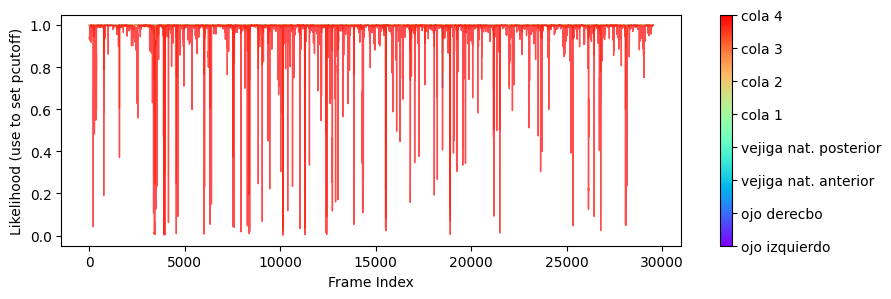 Likelihood (use to set pcutoff)
1.0
0.8
0.6
0.4
0.2
0.0
0
5000
10000
15000
20000
25000
30000
Frame Index
cola 4
cola 3
cola 2
cola 1
vejiga nat. posterior
vejiga nat. anterior
ojo derecbo
ojo izquierdo